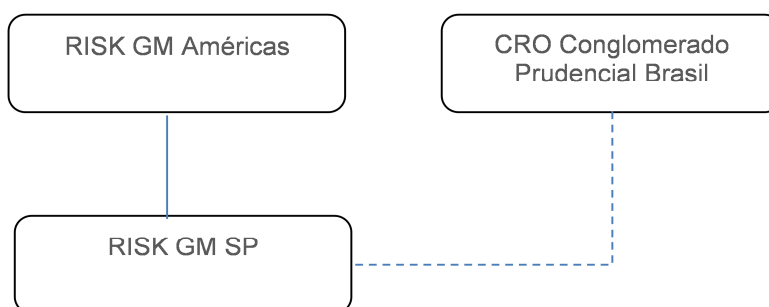 RISK GM Américas
CRO Conglomerado
Prudencial Brasil
RISK GM SP